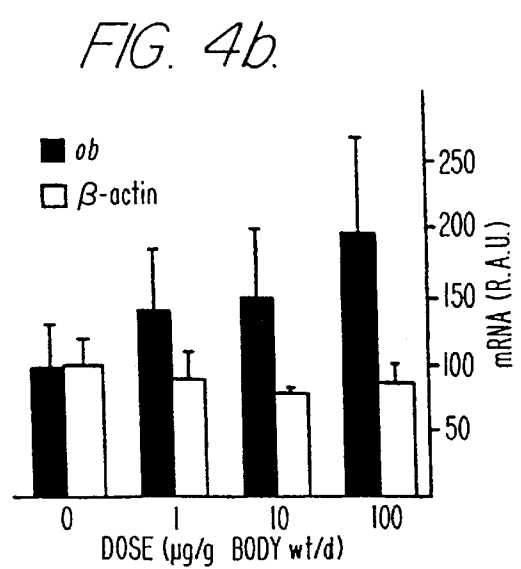 FIG. 4b.
ob
β-actin
250
200
150
100
50
mRNA (R.A.U.)
0 1 10 100
DOSE (µg/g BODY wt/d)